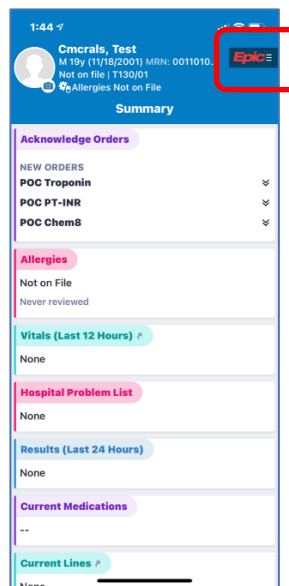 1:44
Cmcrals, Test
M 19y (11/18/2001) MRN: 0011010...
Not on file | T130/01
Allergies Not on File
Epic
Summary
Acknowledge Orders
NEW ORDERS
POC Troponin
POC PT-INR
POC Chem8
Allergies
Not on File
Never reviewed
Vitals (Last 12 Hours)
None
Hospital Problem List
None
Results (Last 24 Hours)
None
Current Medications
--
Current Lines
None